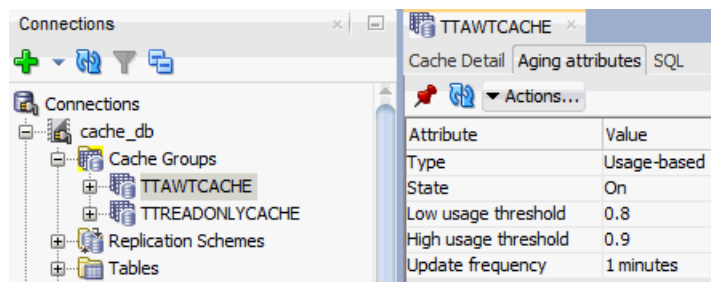 Connections
Connections
cache_db
Cache Groups
TTAWTCACHE
TTREADONLYCACHE
Replication Schemes
Tables
TTAWTCACHE
Cache Detail Aging attributes SQL
Actions...
Attribute Value
Type Usage-based
State On
Low usage threshold 0.8
High usage threshold 0.9
Update frequency 1 minutes